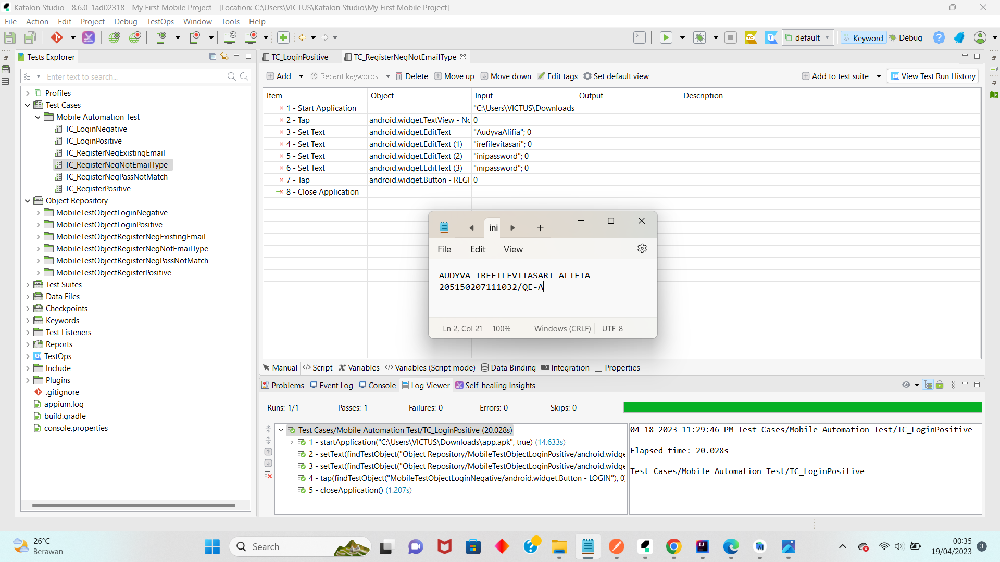 Katalon Studio - 8.6.0-1ad02318 - My First Mobile Project - [Location: C:\Users\VICTUS\Katalon Studio\My First Mobile Project]
File Action Edit Project Debug TestOps Window Tools Help
default Keyword Debug
Tests Explorer
Enter text to search...
Profiles
Test Cases
Mobile Automation Test
TC_LoginNegative
TC_LoginPositive
TC_RegisterNegExistingEmail
TC_RegisterNegNotEmailType
TC_RegisterNegPassNotMatch
TC_RegisterPositive
Object Repository
MobileTestObjectLoginNegative
MobileTestObjectLoginPositive
MobileTestObjectRegisterNegExistingEmail
MobileTestObjectRegisterNegNotEmailType
MobileTestObjectRegisterNegPassNotMatch
MobileTestObjectRegisterPositive
Test Suites
Data Files
Checkpoints
Keywords
Test Listeners
Reports
TestOps
Include
Plugins
.gitignore
appium.log
build.gradle
console.properties
TC_LoginPositive TC_RegisterNegNotEmailType
Add Recent keywords Delete Move up Move down Edit tags Set default view Add to test suite View Test Run History
Item Object Input Output Description
1 - Start Application "C:\Users\VICTUS\Downloads
2 - Tap android.widget.TextView - Nc 0
3 - Set Text android.widget.EditText "AudyvaAlifia"; 0
4 - Set Text android.widget.EditText (1) "irefilevitasari"; 0
5 - Set Text android.widget.EditText (2) "inipassword"; 0
6 - Set Text android.widget.EditText (3) "inipassword"; 0
7 - Tap android.widget.Button - REGI 0
8 - Close Application
ini
File Edit View
AUDYVA IREFILEVITASARI ALIFIA
205150207111032/QE-A
Ln 2, Col 21 100% Windows (CRLF) UTF-8
Manual Script Variables Variables (Script mode) Data Binding Integration Properties
Problems Event Log Console Log Viewer Self-healing Insights
Runs: 1/1 Passes: 1 Failures: 0 Errors: 0 Skips: 0
Test Cases/Mobile Automation Test/TC_LoginPositive (20.028s)
1 - startApplication("C:\Users\VICTUS\Downloads\app.apk", true) (14.633s)
2 - setText(findTestObject("Object Repository/MobileTestObjectLoginPositive/android.widge
3 - setText(findTestObject("Object Repository/MobileTestObjectLoginPositive/android.widge
4 - tap(findTestObject("MobileTestObjectLoginNegative/android.widget.Button - LOGIN"), 0)
5 - closeApplication() (1.207s)
04-18-2023 11:29:46 PM Test Cases/Mobile Automation Test/TC_LoginPositive
Elapsed time: 20.028s
Test Cases/Mobile Automation Test/TC_LoginPositive
26°C
Berawan
Search
00:35
19/04/2023
3